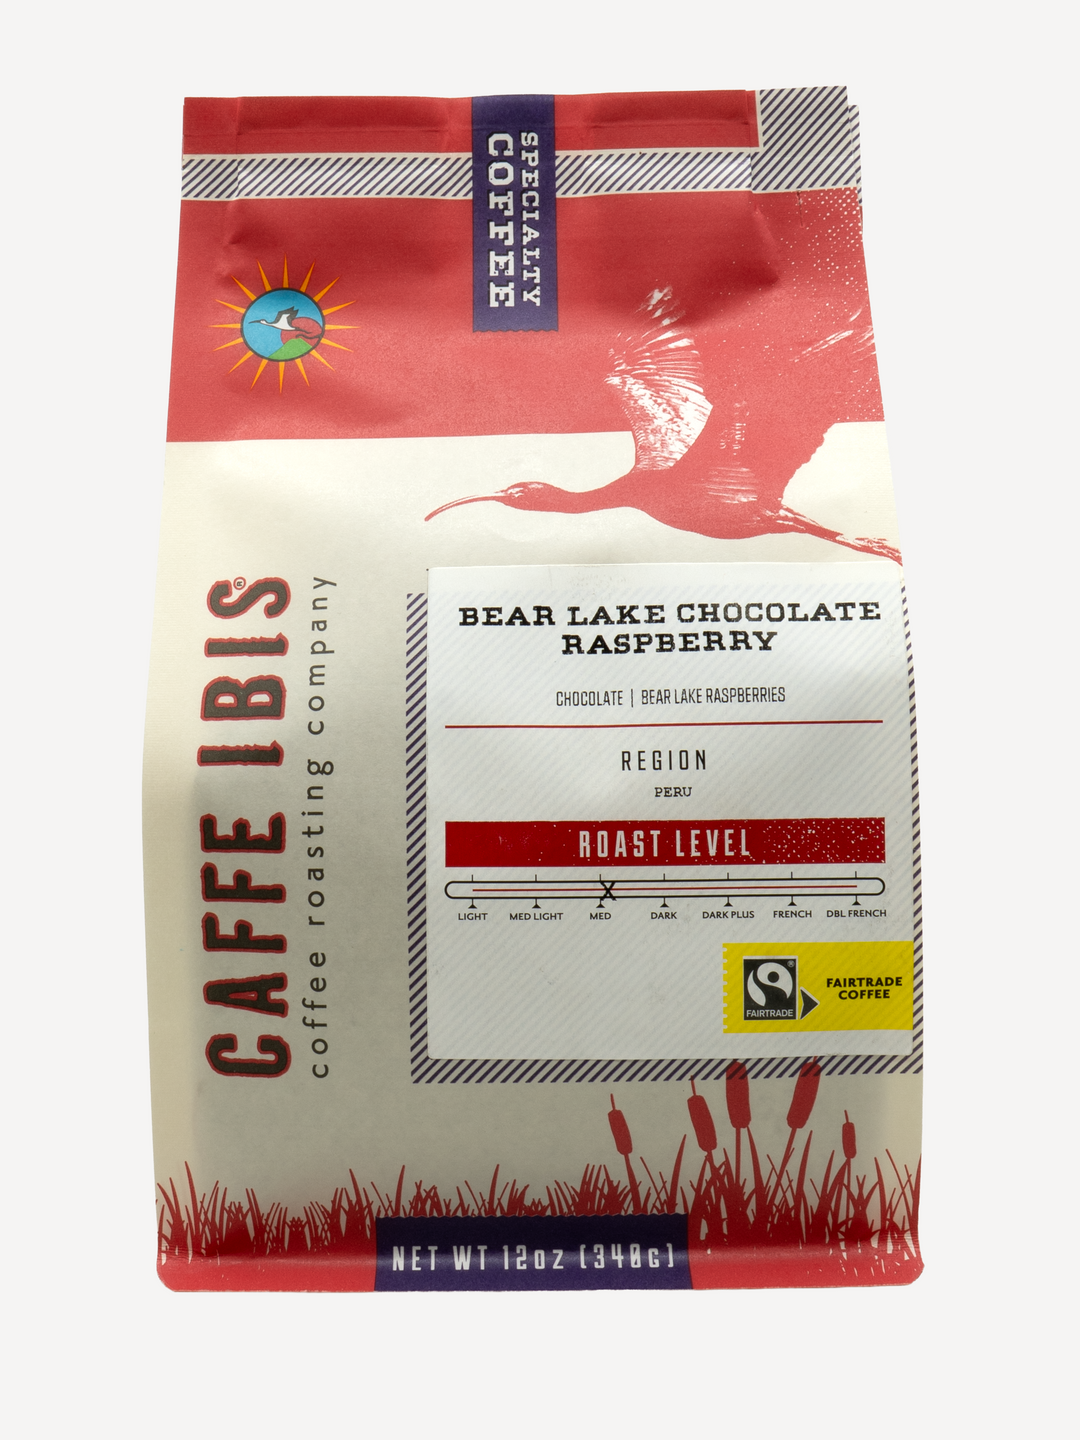 SPECIALTY
COFFEE
CAFFE IBIS®
coffee roasting company
BEAR LAKE CHOCOLATE
RASPBERRY
CHOCOLATE | BEAR LAKE RASPBERRIES
REGION
PERU
ROAST LEVEL
X
LIGHT MED LIGHT MED DARK DARK PLUS FRENCH DBL FRENCH
FAIRTRADE
®
FAIRTRADE
COFFEE
NET WT 12oz (340G)